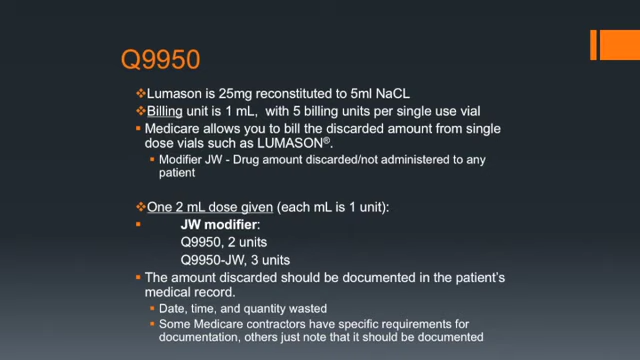 Q9950
❖Lumason is 25mg reconstituted to 5ml NaCL
❖Billing unit is 1 mL, with 5 billing units per single use vial
▪ Medicare allows you to bill the discarded amount from single
dose vials such as LUMASON®.
▪ Modifier JW - Drug amount discarded/not administered to any
patient
❖One 2 mL dose given (each mL is 1 unit):
▪ JW modifier:
Q9950, 2 units
Q9950-JW, 3 units
▪ The amount discarded should be documented in the patient's
medical record.
▪ Date, time, and quantity wasted
▪ Some Medicare contractors have specific requirements for
documentation, others just note that it should be documented